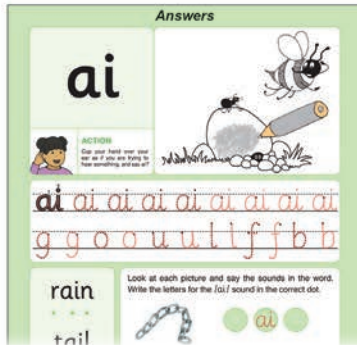 Answers
ai
ACTION
Cup your hand over your
ear as if you are trying to
hear something, and say ai?
ai ai ai ai ai ai ai ai ai
g g o o u u l l f f b b
rain
Look at each picture and say the sounds in the word.
Write the letters for the /ai/ sound in the correct dot.
ai
tail